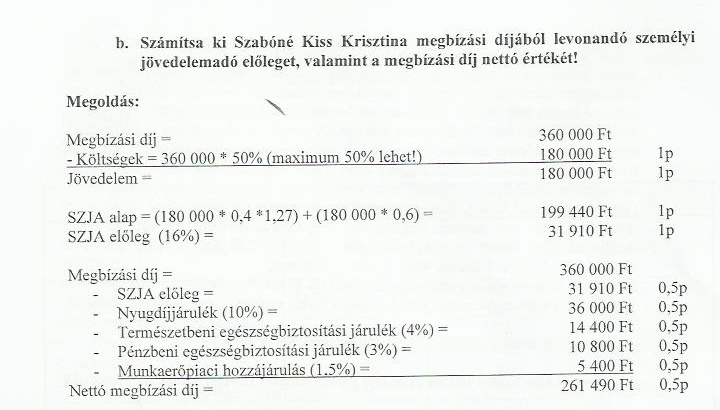 b. Számítsa ki Szabóné Kiss Krisztina megbízási díjából levonandó személyi
jövedelemadó előleget, valamint a megbízási díj nettó értékét!
Megoldás:
Megbízási díj = 360 000 Ft
- Költségek = 360 000 * 50% (maximum 50% lehet!) 180 000 Ft 1p
Jövedelem = 180 000 Ft 1p
SZJA alap = (180 000 * 0,4 *1,27) + (180 000 * 0,6) = 199 440 Ft 1p
SZJA előleg (16%) = 31 910 Ft 1p
Megbízási díj = 360 000 Ft
- SZJA előleg = 31 910 Ft 0,5p
- Nyugdíjjárulék (10%) = 36 000 Ft 0,5p
- Természetbeni egészségbiztosítási járulék (4%) = 14 400 Ft 0,5p
- Pénzbeni egészségbiztosítási járulék (3%) = 10 800 Ft 0,5p
- Munkaerőpiaci hozzájárulás (1.5%) = 5 400 Ft 0,5p
Nettó megbízási díj = 261 490 Ft 0,5p